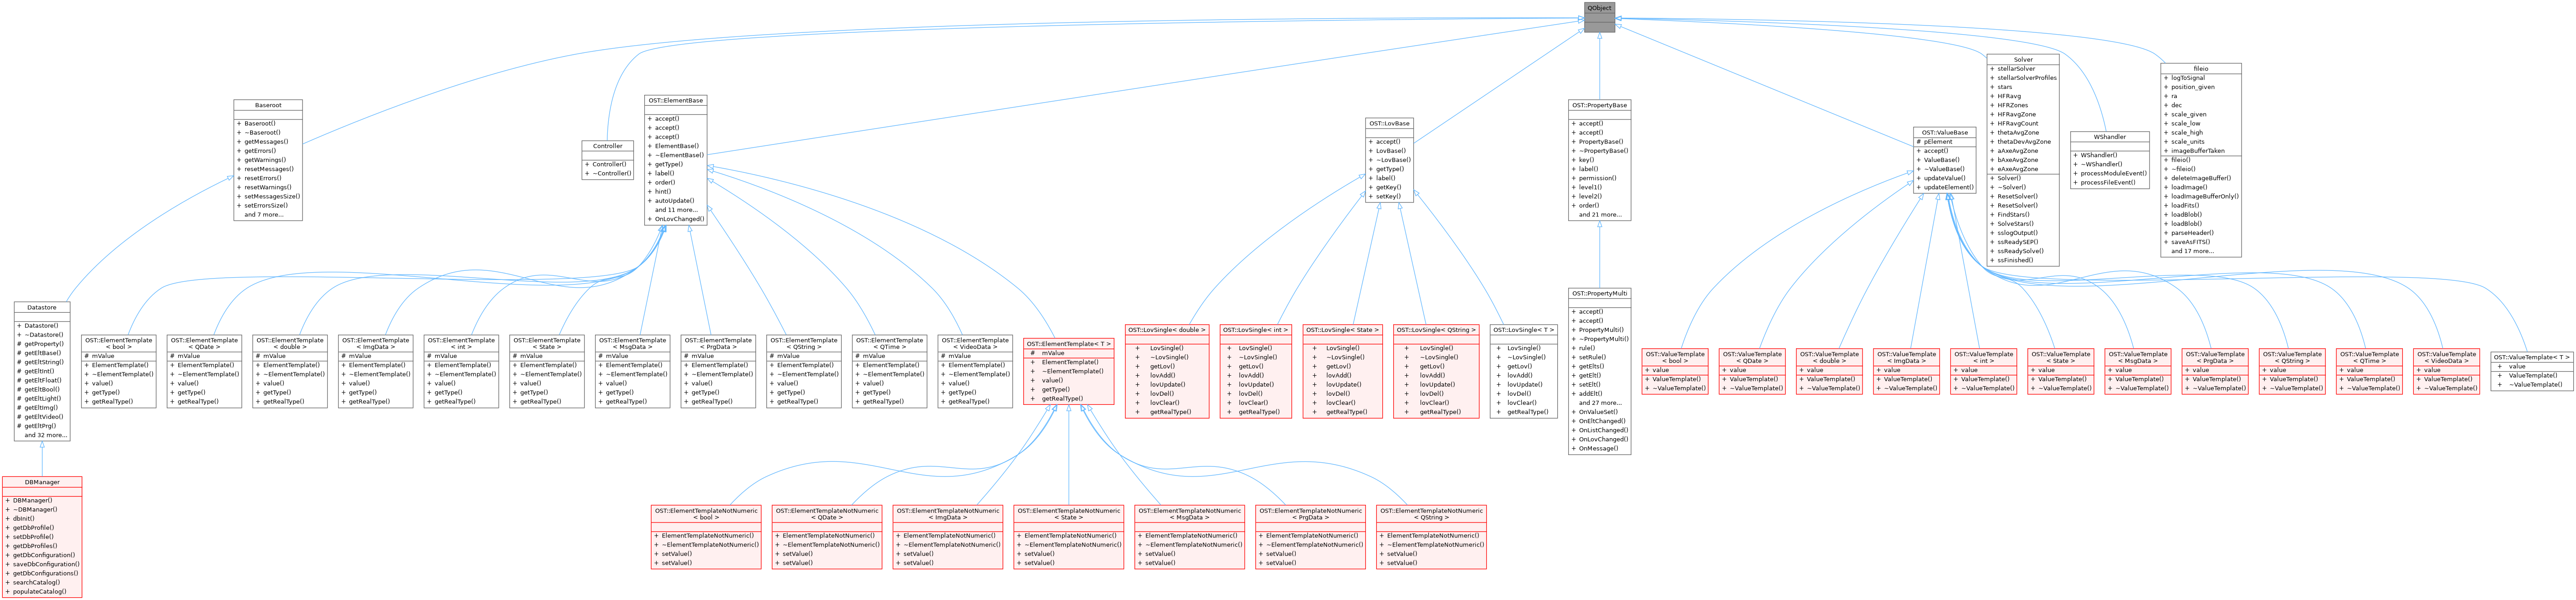 QObject
Baseroot
+ Baseroot()
+ ~Baseroot()
+ getMessages()
+ getErrors()
+ getWarnings()
+ resetMessages()
+ resetErrors()
+ resetWarnings()
+ setMessagesSize()
+ setErrorsSize()
and 7 more...
Controller
+ Controller()
+ ~Controller()
OST::ElementBase
+ accept()
+ accept()
+ accept()
+ ElementBase()
+ ~ElementBase()
+ getType()
+ label()
+ order()
+ hint()
+ autoUpdate()
and 11 more...
+ OnLovChanged()
OST::LovBase
+ accept()
+ LovBase()
+ ~LovBase()
+ getType()
+ label()
+ getKey()
+ setKey()
OST::PropertyBase
+ accept()
+ accept()
+ PropertyBase()
+ ~PropertyBase()
+ key()
+ label()
+ permission()
+ level1()
+ level2()
+ order()
and 21 more...
OST::ValueBase
# pElement
+ accept()
+ ValueBase()
+ ~ValueBase()
+ updateValue()
+ updateElement()
Solver
+ stellarSolver
+ stellarSolverProfiles
+ stars
+ HFRavg
+ HFRZones
+ HFRavgZone
+ HFRavgCount
+ thetaAvgZone
+ thetaDevAvgZone
+ aAxeAvgZone
+ bAxeAvgZone
+ eAxeAvgZone
+ Solver()
+ ~Solver()
+ ResetSolver()
+ ResetSolver()
+ FindStars()
+ SolveStars()
+ sslogOutput()
+ ssReadySEP()
+ ssReadySolve()
+ ssFinished()
WShandler
+ WShandler()
+ ~WShandler()
+ processModuleEvent()
+ processFileEvent()
fileio
+ logToSignal
+ position_given
+ ra
+ dec
+ scale_given
+ scale_low
+ scale_high
+ scale_units
+ imageBufferTaken
+ fileio()
+ ~fileio()
+ deleteImageBuffer()
+ loadImage()
+ loadImageBufferOnly()
+ loadFits()
+ loadBlob()
+ loadBlob()
+ parseHeader()
+ saveAsFITS()
and 17 more...
Datastore
+ Datastore()
+ ~Datastore()
# getProperty()
# getEltBase()
# getEltString()
# getEltInt()
# getEltFloat()
# getEltBool()
# getEltLight()
# getEltImg()
# getEltVideo()
# getEltPrg()
and 32 more...
OST::ElementTemplate
< bool >
# mValue
+ ElementTemplate()
+ ~ElementTemplate()
+ value()
+ getType()
+ getRealType()
OST::ElementTemplate
< QDate >
# mValue
+ ElementTemplate()
+ ~ElementTemplate()
+ value()
+ getType()
+ getRealType()
OST::ElementTemplate
< double >
# mValue
+ ElementTemplate()
+ ~ElementTemplate()
+ value()
+ getType()
+ getRealType()
OST::ElementTemplate
< ImgData >
# mValue
+ ElementTemplate()
+ ~ElementTemplate()
+ value()
+ getType()
+ getRealType()
OST::ElementTemplate
< int >
# mValue
+ ElementTemplate()
+ ~ElementTemplate()
+ value()
+ getType()
+ getRealType()
OST::ElementTemplate
< State >
# mValue
+ ElementTemplate()
+ ~ElementTemplate()
+ value()
+ getType()
+ getRealType()
OST::ElementTemplate
< MsgData >
# mValue
+ ElementTemplate()
+ ~ElementTemplate()
+ value()
+ getType()
+ getRealType()
OST::ElementTemplate
< PrgData >
# mValue
+ ElementTemplate()
+ ~ElementTemplate()
+ value()
+ getType()
+ getRealType()
OST::ElementTemplate
< QString >
# mValue
+ ElementTemplate()
+ ~ElementTemplate()
+ value()
+ getType()
+ getRealType()
OST::ElementTemplate
< QTime >
# mValue
+ ElementTemplate()
+ ~ElementTemplate()
+ value()
+ getType()
+ getRealType()
OST::ElementTemplate
< VideoData >
# mValue
+ ElementTemplate()
+ ~ElementTemplate()
+ value()
+ getType()
+ getRealType()
OST::ElementTemplate< T >
# mValue
+ ElementTemplate()
+ ~ElementTemplate()
+ value()
+ getType()
+ getRealType()
OST::LovSingle< double >
+ LovSingle()
+ ~LovSingle()
+ getLov()
+ lovAdd()
+ lovUpdate()
+ lovDel()
+ lovClear()
+ getRealType()
OST::LovSingle< int >
+ LovSingle()
+ ~LovSingle()
+ getLov()
+ lovAdd()
+ lovUpdate()
+ lovDel()
+ lovClear()
+ getRealType()
OST::LovSingle< State >
+ LovSingle()
+ ~LovSingle()
+ getLov()
+ lovAdd()
+ lovUpdate()
+ lovDel()
+ lovClear()
+ getRealType()
OST::LovSingle< QString >
+ LovSingle()
+ ~LovSingle()
+ getLov()
+ lovAdd()
+ lovUpdate()
+ lovDel()
+ lovClear()
+ getRealType()
OST::LovSingle< T >
+ LovSingle()
+ ~LovSingle()
+ getLov()
+ lovAdd()
+ lovUpdate()
+ lovDel()
+ lovClear()
+ getRealType()
OST::PropertyMulti
+ accept()
+ accept()
+ PropertyMulti()
+ ~PropertyMulti()
+ rule()
+ setRule()
+ getElts()
+ getElt()
+ setElt()
+ addElt()
and 27 more...
+ OnValueSet()
+ OnEltChanged()
+ OnListChanged()
+ OnLovChanged()
+ OnMessage()
OST::ValueTemplate
< bool >
+ value
+ ValueTemplate()
+ ~ValueTemplate()
OST::ValueTemplate
< QDate >
+ value
+ ValueTemplate()
+ ~ValueTemplate()
OST::ValueTemplate
< double >
+ value
+ ValueTemplate()
+ ~ValueTemplate()
OST::ValueTemplate
< ImgData >
+ value
+ ValueTemplate()
+ ~ValueTemplate()
OST::ValueTemplate
< int >
+ value
+ ValueTemplate()
+ ~ValueTemplate()
OST::ValueTemplate
< State >
+ value
+ ValueTemplate()
+ ~ValueTemplate()
OST::ValueTemplate
< MsgData >
+ value
+ ValueTemplate()
+ ~ValueTemplate()
OST::ValueTemplate
< PrgData >
+ value
+ ValueTemplate()
+ ~ValueTemplate()
OST::ValueTemplate
< QString >
+ value
+ ValueTemplate()
+ ~ValueTemplate()
OST::ValueTemplate
< QTime >
+ value
+ ValueTemplate()
+ ~ValueTemplate()
OST::ValueTemplate
< VideoData >
+ value
+ ValueTemplate()
+ ~ValueTemplate()
OST::ValueTemplate< T >
+ value
+ ValueTemplate()
+ ~ValueTemplate()
DBManager
+ DBManager()
+ ~DBManager()
+ dbInit()
+ getDbProfile()
+ setDbProfile()
+ getDbProfiles()
+ getDbConfiguration()
+ saveDbConfiguration()
+ getDbConfigurations()
+ searchCatalog()
+ populateCatalog()
OST::ElementTemplateNotNumeric
< bool >
+ ElementTemplateNotNumeric()
+ ~ElementTemplateNotNumeric()
+ setValue()
+ setValue()
OST::ElementTemplateNotNumeric
< QDate >
+ ElementTemplateNotNumeric()
+ ~ElementTemplateNotNumeric()
+ setValue()
+ setValue()
OST::ElementTemplateNotNumeric
< ImgData >
+ ElementTemplateNotNumeric()
+ ~ElementTemplateNotNumeric()
+ setValue()
+ setValue()
OST::ElementTemplateNotNumeric
< State >
+ ElementTemplateNotNumeric()
+ ~ElementTemplateNotNumeric()
+ setValue()
+ setValue()
OST::ElementTemplateNotNumeric
< MsgData >
+ ElementTemplateNotNumeric()
+ ~ElementTemplateNotNumeric()
+ setValue()
+ setValue()
OST::ElementTemplateNotNumeric
< PrgData >
+ ElementTemplateNotNumeric()
+ ~ElementTemplateNotNumeric()
+ setValue()
+ setValue()
OST::ElementTemplateNotNumeric
< QString >
+ ElementTemplateNotNumeric()
+ ~ElementTemplateNotNumeric()
+ setValue()
+ setValue()